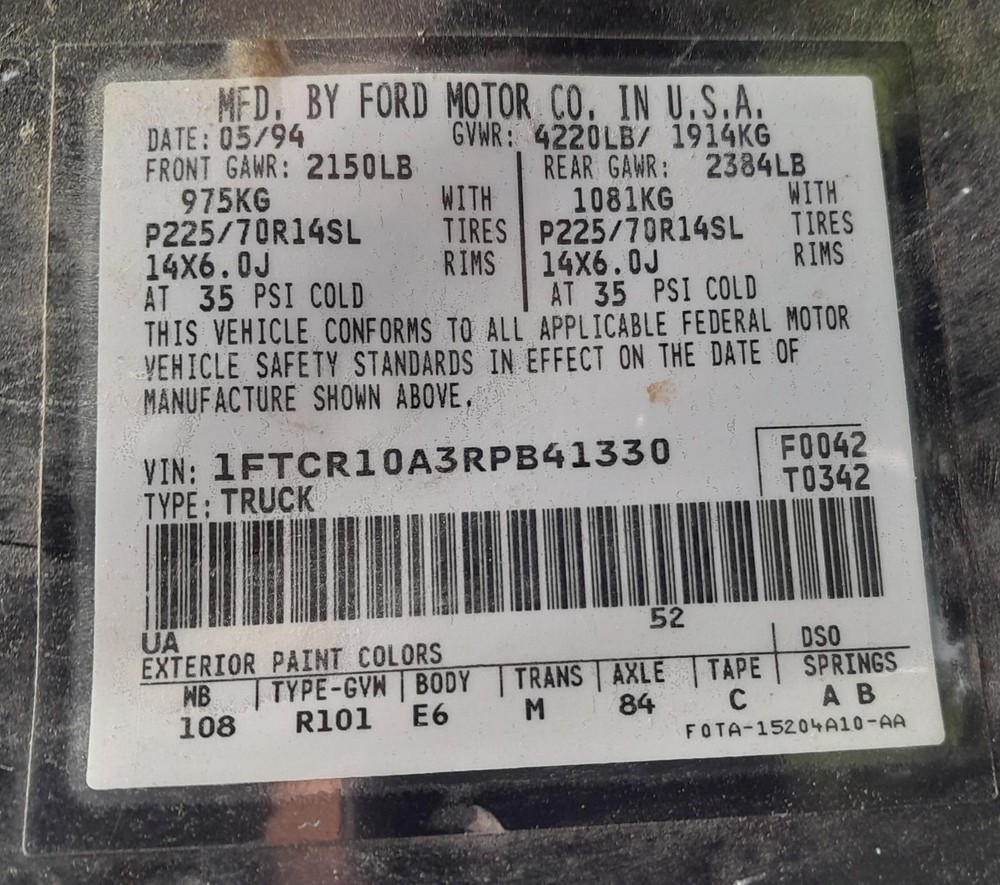 MFD. BY FORD MOTOR CO. IN U.S.A.
DATE: 05/94 GVWR: 4220LB/ 1914KG
FRONT GAWR: 2150LB REAR GAWR: 2384LB
975KG WITH 1081KG WITH
P225/70R14SL TIRES P225/70R14SL TIRES
14X6.0J RIMS 14X6.0J RIMS
AT 35 PSI COLD AT 35 PSI COLD
THIS VEHICLE CONFORMS TO ALL APPLICABLE FEDERAL MOTOR
VEHICLE SAFETY STANDARDS IN EFFECT ON THE DATE OF
MANUFACTURE SHOWN ABOVE.
VIN: 1FTCR10A3RPB41330 F0042
TYPE: TRUCK T0342
UA 52
EXTERIOR PAINT COLORS DSO
WB TYPE-GVW BODY TRANS AXLE TAPE SPRINGS
108 R101 E6 M 84 C A B
F0TA-15204A10-AA